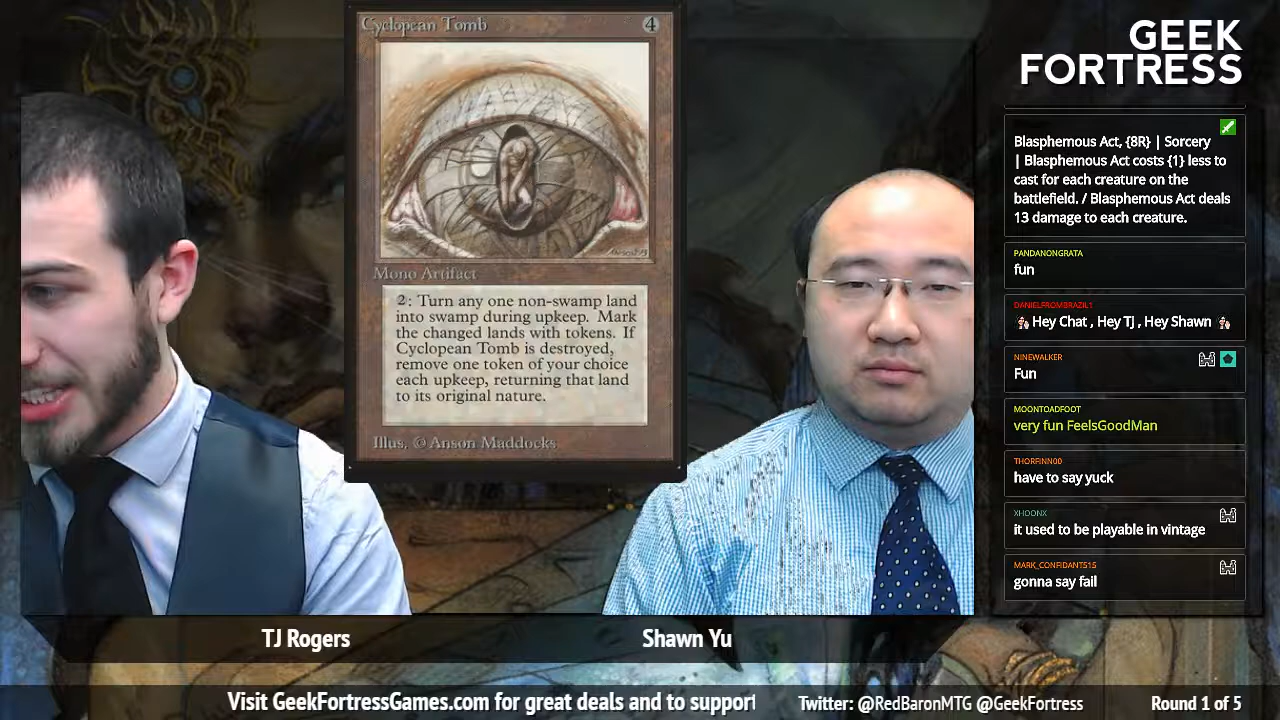 Cyclopean Tomb 4
Mono Artifact
2: Turn any one non-swamp land
into swamp during upkeep. Mark
the changed lands with tokens. If
Cyclopean Tomb is destroyed,
remove one token of your choice
each upkeep, returning that land
to its original nature.
Illus. © Anson Maddocks
GEEK
FORTRESS
Blasphemous Act, {8R} | Sorcery
| Blasphemous Act costs {1} less to
cast for each creature on the
battlefield. / Blasphemous Act deals
13 damage to each creature.
PANDANONGRATA
fun
DANIELFROMBRAZIL1
Hey Chat , Hey TJ , Hey Shawn
NINEWALKER
Fun
MOONTOADFOOT
very fun FeelsGoodMan
THORFINN00
have to say yuck
XHOONX
it used to be playable in vintage
MARK_CONFIDANT515
gonna say fail
TJ Rogers
Shawn Yu
Visit GeekFortressGames.com for great deals and to support
Twitter: @RedBaronMTG @GeekFortress
Round 1 of 5